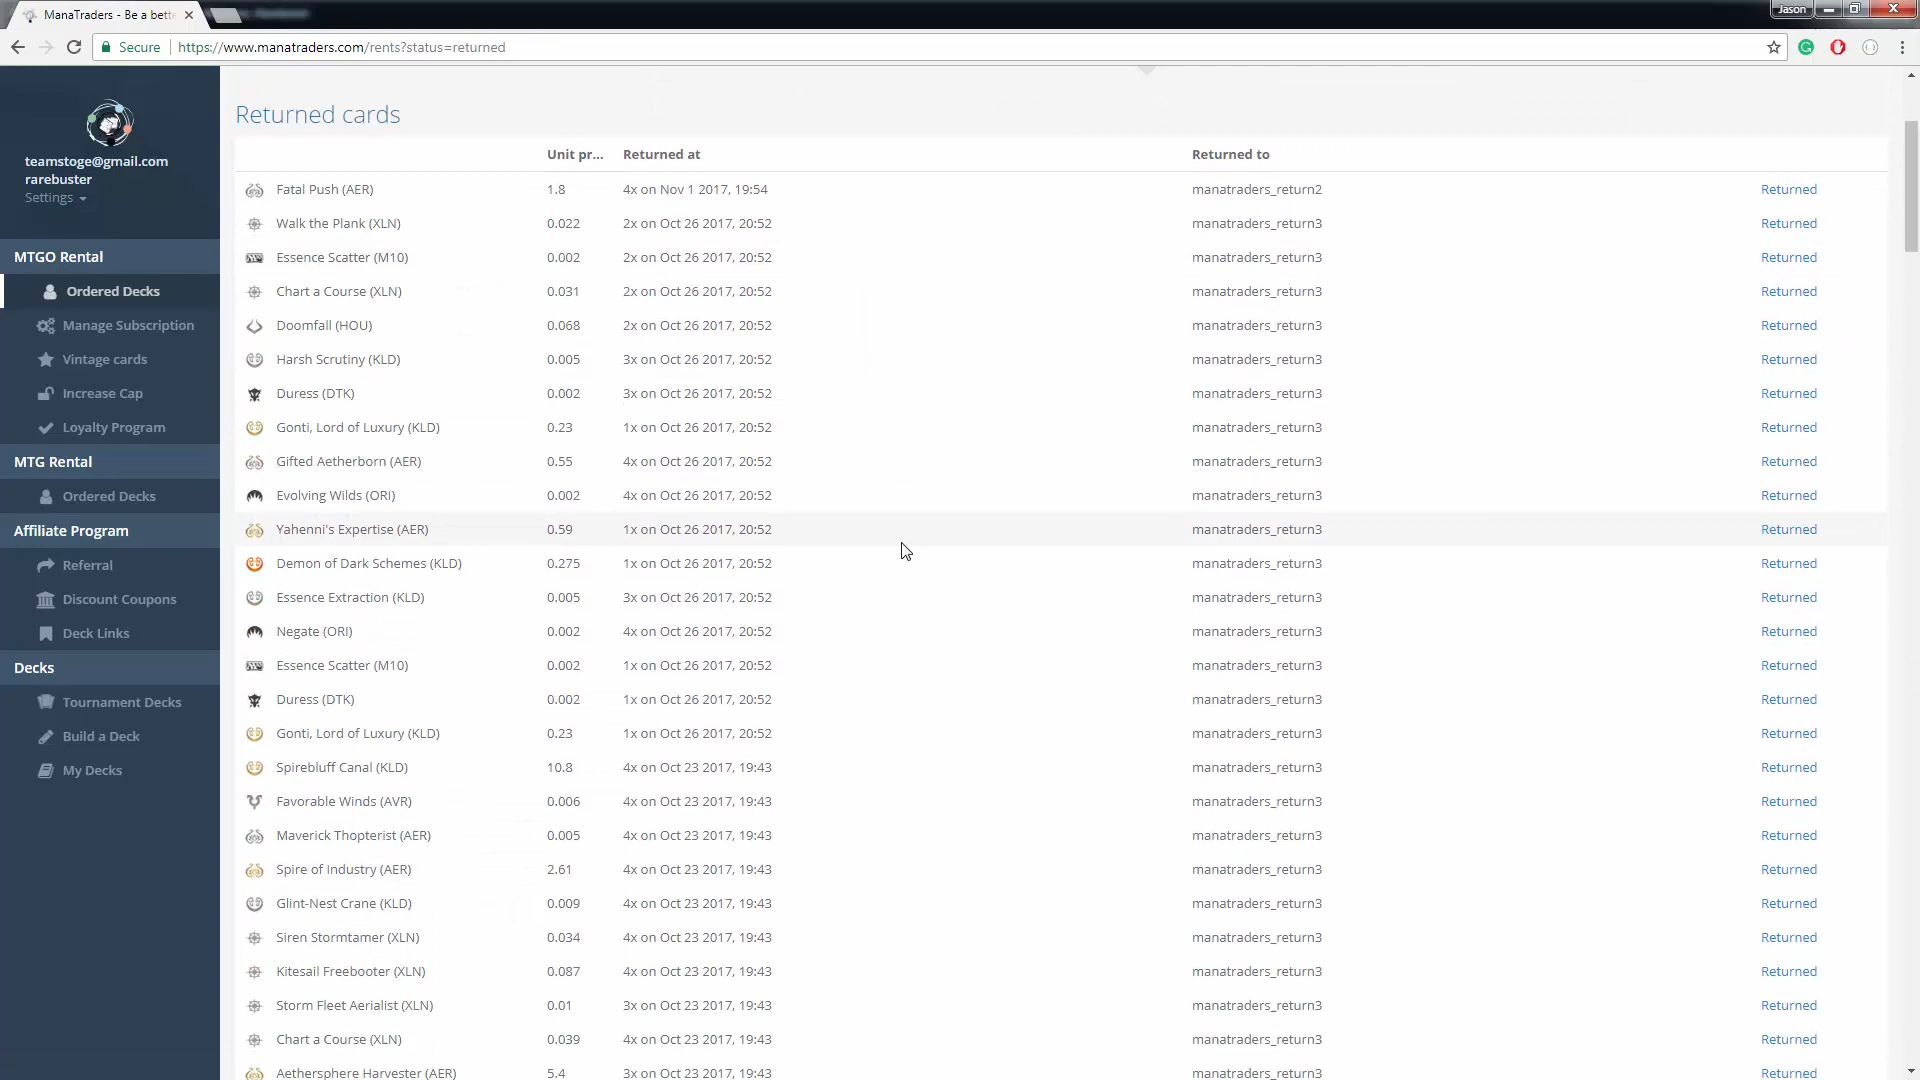 ManaTraders - Be a bette
Jason
Secure | https://www.manatraders.com/rents?status=returned
teamstoge@gmail.com
rarebuster
Settings
MTGO Rental
Ordered Decks
Manage Subscription
Vintage cards
Increase Cap
Loyalty Program
MTG Rental
Ordered Decks
Affiliate Program
Referral
Discount Coupons
Deck Links
Decks
Tournament Decks
Build a Deck
My Decks
Returned cards
Unit pr... Returned at Returned to
Fatal Push (AER) 1.8 4x on Nov 1 2017, 19:54 manatraders_return2 Returned
Walk the Plank (XLN) 0.022 2x on Oct 26 2017, 20:52 manatraders_return3 Returned
Essence Scatter (M10) 0.002 2x on Oct 26 2017, 20:52 manatraders_return3 Returned
Chart a Course (XLN) 0.031 2x on Oct 26 2017, 20:52 manatraders_return3 Returned
Doomfall (HOU) 0.068 2x on Oct 26 2017, 20:52 manatraders_return3 Returned
Harsh Scrutiny (KLD) 0.005 3x on Oct 26 2017, 20:52 manatraders_return3 Returned
Duress (DTK) 0.002 3x on Oct 26 2017, 20:52 manatraders_return3 Returned
Gonti, Lord of Luxury (KLD) 0.23 1x on Oct 26 2017, 20:52 manatraders_return3 Returned
Gifted Aetherborn (AER) 0.55 4x on Oct 26 2017, 20:52 manatraders_return3 Returned
Evolving Wilds (ORI) 0.002 4x on Oct 26 2017, 20:52 manatraders_return3 Returned
Yahenni's Expertise (AER) 0.59 1x on Oct 26 2017, 20:52 manatraders_return3 Returned
Demon of Dark Schemes (KLD) 0.275 1x on Oct 26 2017, 20:52 manatraders_return3 Returned
Essence Extraction (KLD) 0.005 3x on Oct 26 2017, 20:52 manatraders_return3 Returned
Negate (ORI) 0.002 4x on Oct 26 2017, 20:52 manatraders_return3 Returned
Essence Scatter (M10) 0.002 1x on Oct 26 2017, 20:52 manatraders_return3 Returned
Duress (DTK) 0.002 1x on Oct 26 2017, 20:52 manatraders_return3 Returned
Gonti, Lord of Luxury (KLD) 0.23 1x on Oct 26 2017, 20:52 manatraders_return3 Returned
Spirebluff Canal (KLD) 10.8 4x on Oct 23 2017, 19:43 manatraders_return3 Returned
Favorable Winds (AVR) 0.006 4x on Oct 23 2017, 19:43 manatraders_return3 Returned
Maverick Thopterist (AER) 0.005 4x on Oct 23 2017, 19:43 manatraders_return3 Returned
Spire of Industry (AER) 2.61 4x on Oct 23 2017, 19:43 manatraders_return3 Returned
Glint-Nest Crane (KLD) 0.009 4x on Oct 23 2017, 19:43 manatraders_return3 Returned
Siren Stormtamer (XLN) 0.034 4x on Oct 23 2017, 19:43 manatraders_return3 Returned
Kitesail Freebooter (XLN) 0.087 4x on Oct 23 2017, 19:43 manatraders_return3 Returned
Storm Fleet Aerialist (XLN) 0.01 3x on Oct 23 2017, 19:43 manatraders_return3 Returned
Chart a Course (XLN) 0.039 4x on Oct 23 2017, 19:43 manatraders_return3 Returned
Aethersphere Harvester (AER) 5.4 3x on Oct 23 2017, 19:43 manatraders_return3 Returned